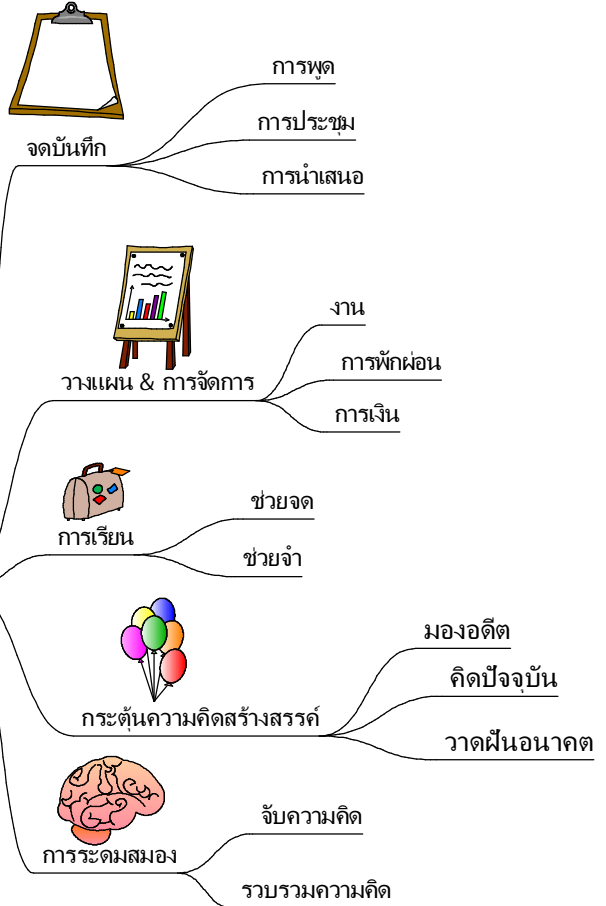 จดบันทึก
การพูด
การประชุม
การนำเสนอ
วางแผน & การจัดการ
งาน
การพักผ่อน
การเงิน
การเรียน
ช่วยจด
ช่วยจำ
กระตุ้นความคิดสร้างสรรค์
มองอดีต
คิดปัจจุบัน
วาดฝันอนาคต
การระดมสมอง
จับความคิด
รวบรวมความคิด